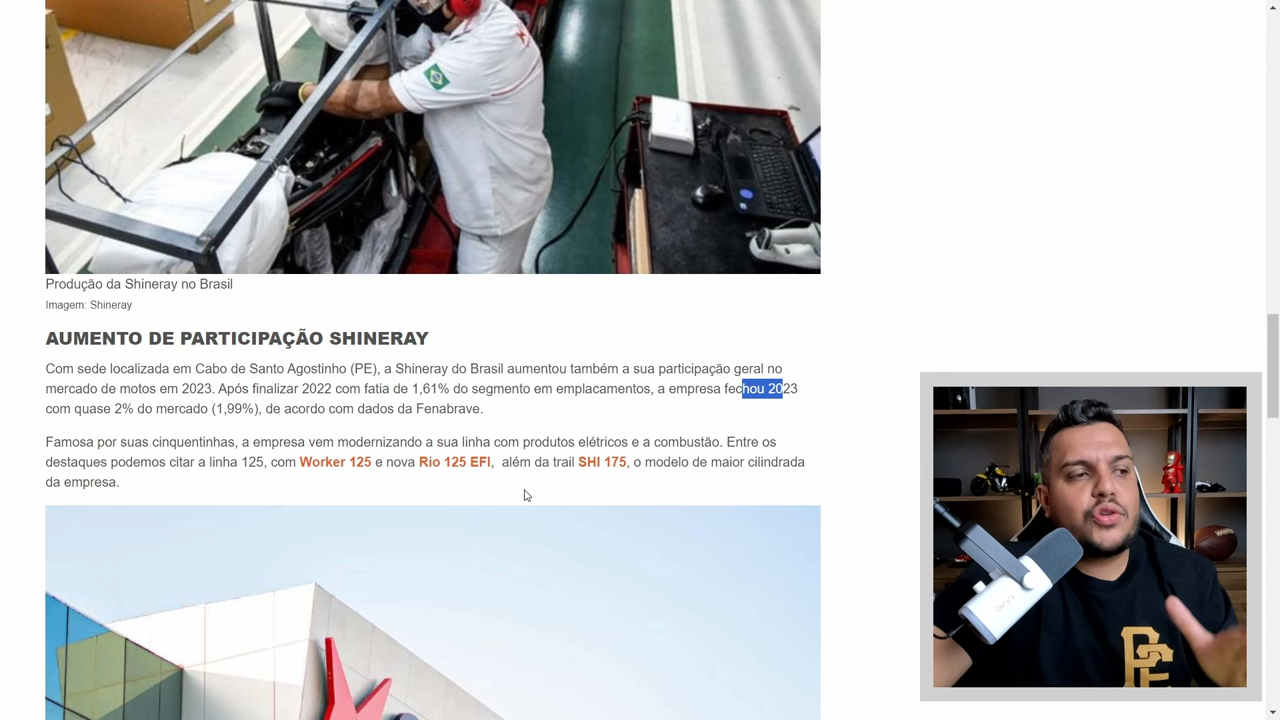 Produção da Shineray no Brasil
Imagem: Shineray
AUMENTO DE PARTICIPAÇÃO SHINERAY
Com sede localizada em Cabo de Santo Agostinho (PE), a Shineray do Brasil aumentou também a sua participação geral no
mercado de motos em 2023. Após finalizar 2022 com fatia de 1,61% do segmento em emplacamentos, a empresa fechou 2023
com quase 2% do mercado (1,99%), de acordo com dados da Fenabrave.
Famosa por suas cinquentinhas, a empresa vem modernizando a sua linha com produtos elétricos e a combustão. Entre os
destaques podemos citar a linha 125, com Worker 125 e nova Rio 125 EFI,  além da trail SHI 175, o modelo de maior cilindrada
da empresa.